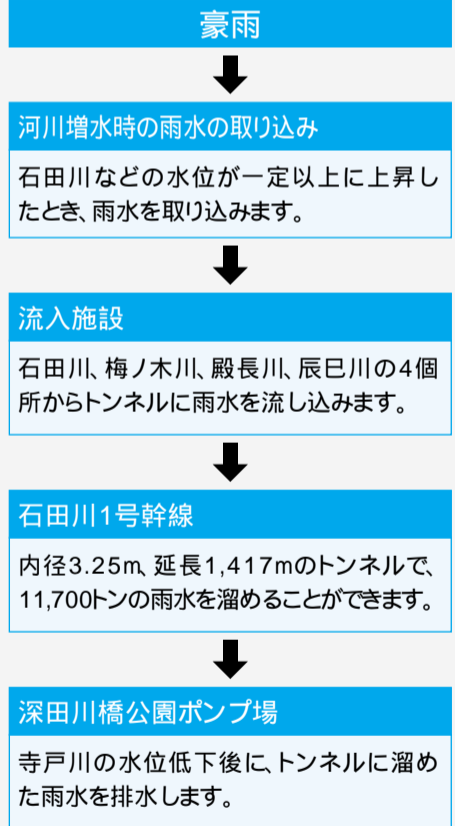 豪雨
河川増水時の雨水の取り込み
石田川などの水位が一定以上に上昇し
たとき、雨水を取り込みます。
流入施設
石田川、梅ノ木川、殿長川、辰巳川の4個
所からトンネルに雨水を流し込みます。
石田川1号幹線
内径3.25m、延長1,417mのトンネルで、
11,700トンの雨水を溜めることができます。
深田川橋公園ポンプ場
寺戸川の水位低下後に、トンネルに溜め
た雨水を排水します。